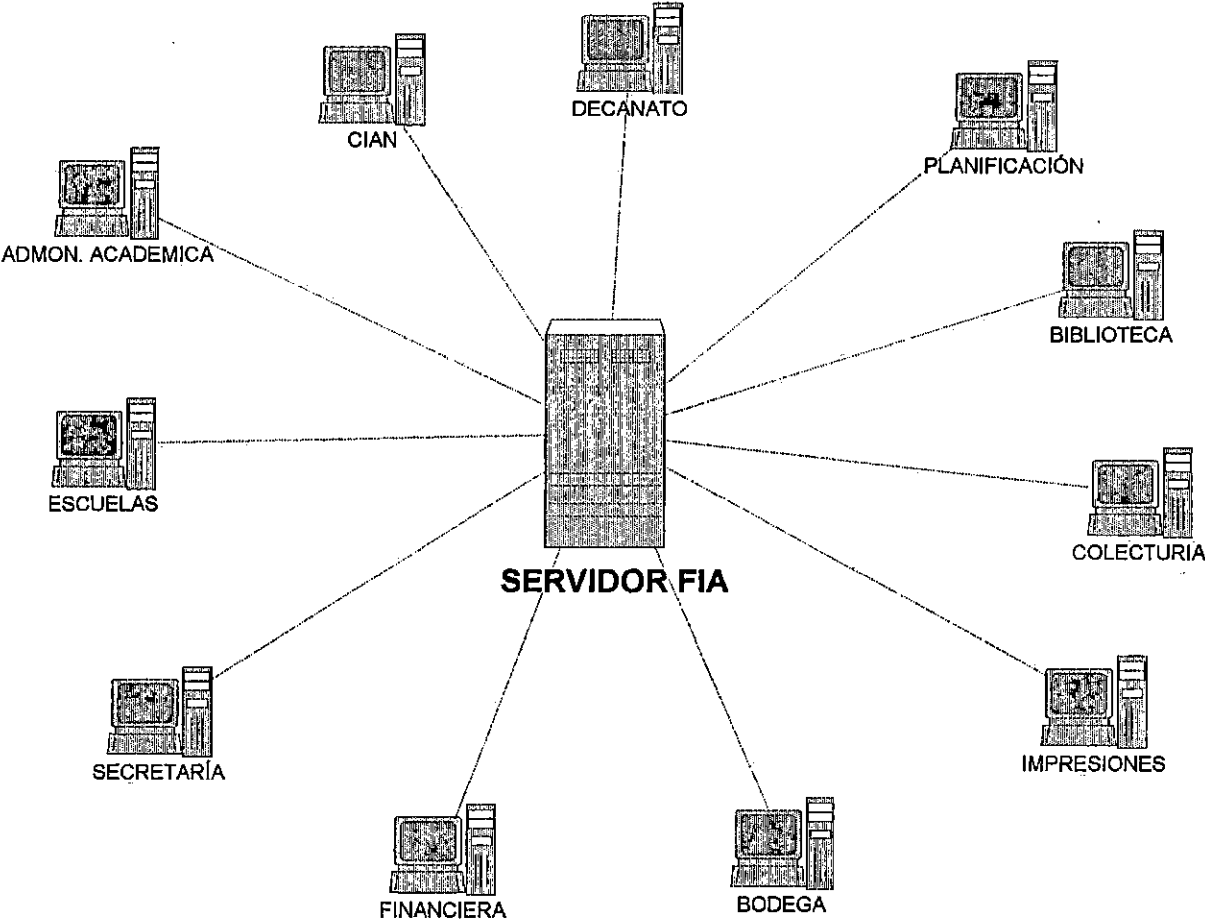 DECANATO
CIAN
PLANIFICACIÓN
ADMON. ACADEMICA
BIBLIOTECA
ESCUELAS
COLECTURIA
SERVIDOR FIA
SECRETARÍA
IMPRESIONES
FINANCIERA
BODEGA